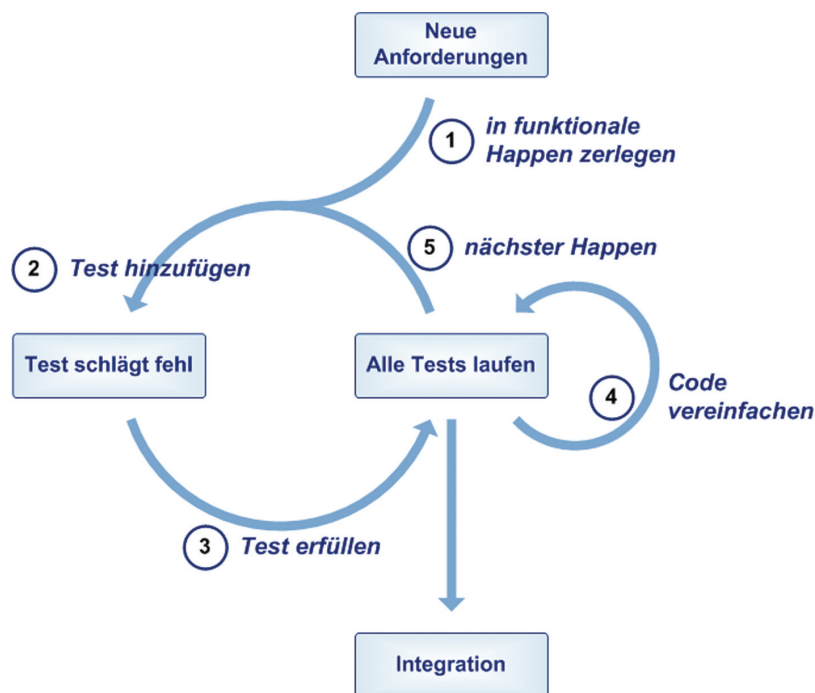 Neue
Anforderungen
1
in funktionale
Happen zerlegen
5
nächster Happen
2
Test hinzufügen
Test schlägt fehl
Alle Tests laufen
4
Code
vereinfachen
3
Test erfüllen
Integration